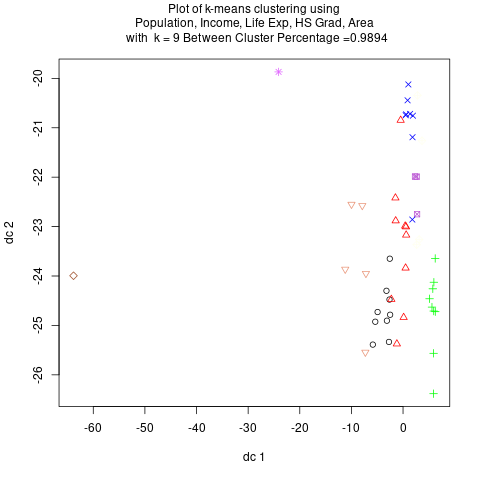 Plot of k-means clustering using
Population, Income, Life Exp, HS Grad, Area
with k = 9 Between Cluster Percentage =0.9894
-20
-21
-22
-23
-24
-25
-26
dc 2
-60
-50
-40
-30
-20
-10
0
dc 1